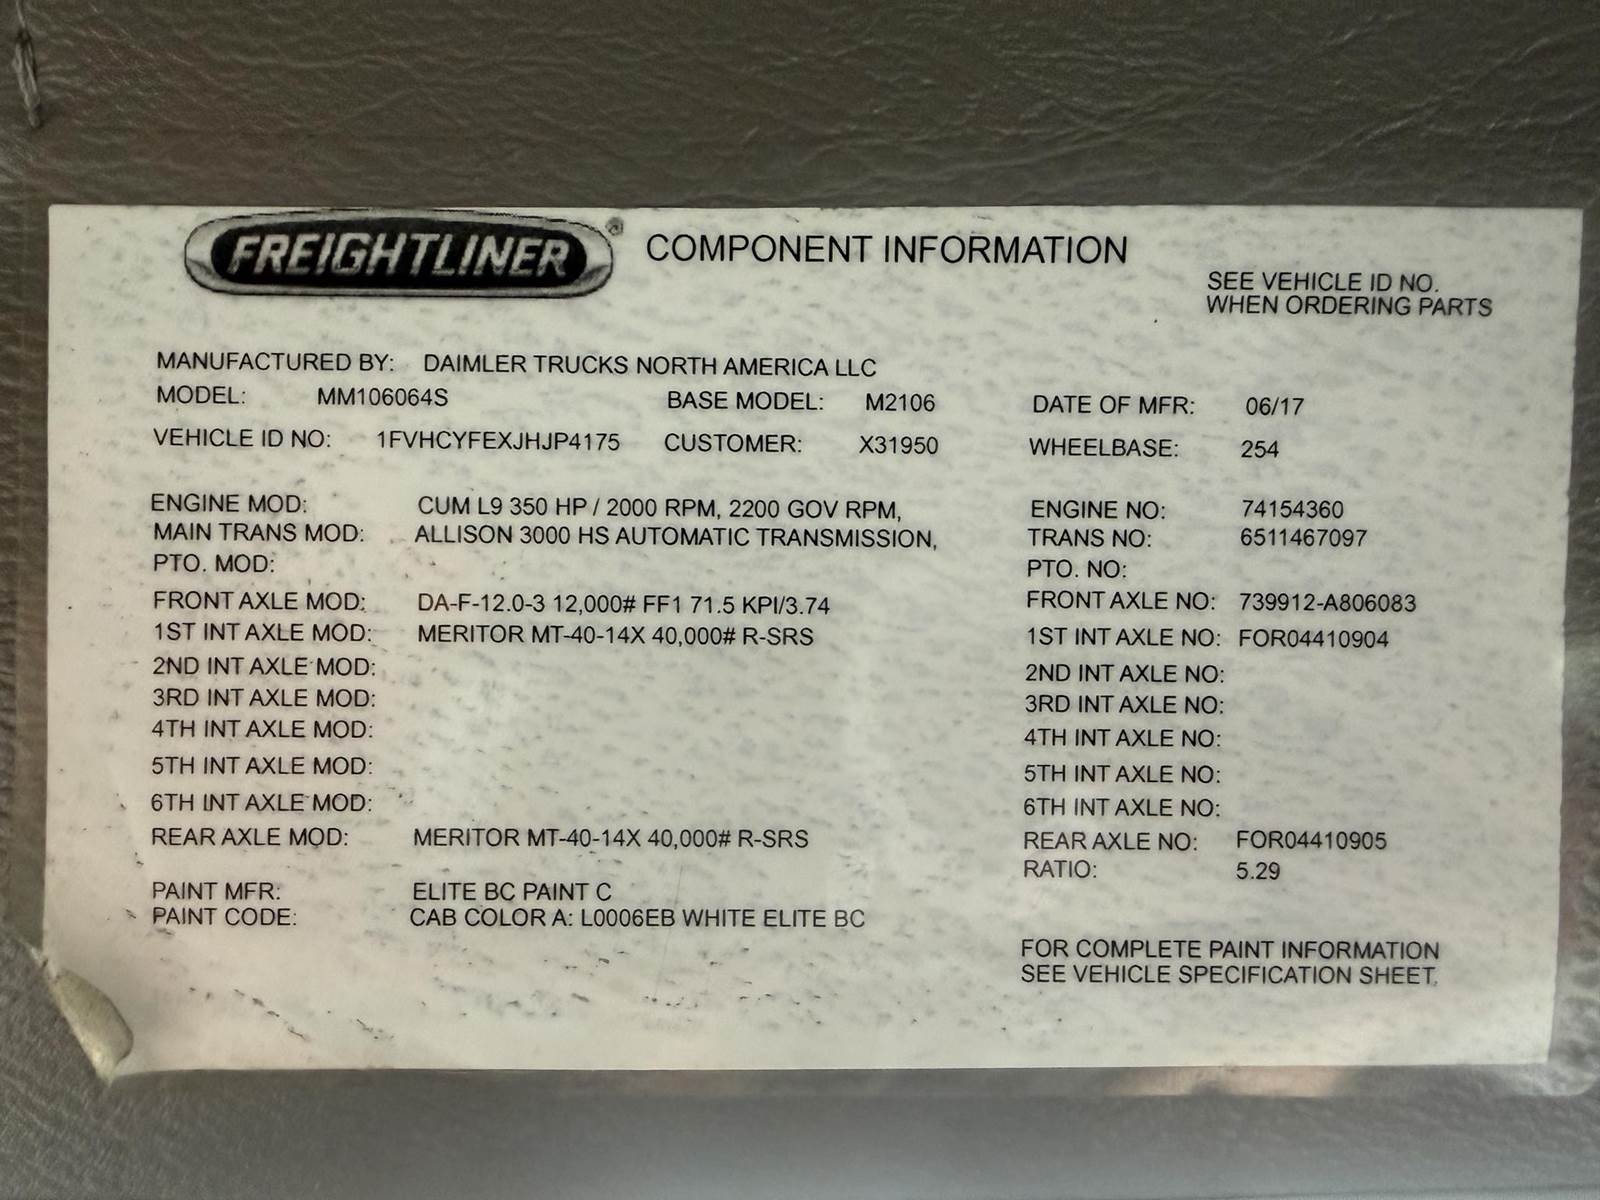 FREIGHTLINER® COMPONENT INFORMATION
SEE VEHICLE ID NO.
WHEN ORDERING PARTS
MANUFACTURED BY: DAIMLER TRUCKS NORTH AMERICA LLC
MODEL: MM106064S BASE MODEL: M2106 DATE OF MFR: 06/17
VEHICLE ID NO: 1FVHCYFEXJHJP4175 CUSTOMER: X31950 WHEELBASE: 254
ENGINE MOD: CUM L9 350 HP / 2000 RPM, 2200 GOV RPM, ENGINE NO: 74154360
MAIN TRANS MOD: ALLISON 3000 HS AUTOMATIC TRANSMISSION, TRANS NO: 6511467097
PTO. MOD: PTO. NO:
FRONT AXLE MOD: DA-F-12.0-3 12,000# FF1 71.5 KPI/3.74 FRONT AXLE NO: 739912-A806083
1ST INT AXLE MOD: MERITOR MT-40-14X 40,000# R-SRS 1ST INT AXLE NO: FOR04410904
2ND INT AXLE MOD: 2ND INT AXLE NO:
3RD INT AXLE MOD: 3RD INT AXLE NO:
4TH INT AXLE MOD: 4TH INT AXLE NO:
5TH INT AXLE MOD: 5TH INT AXLE NO:
6TH INT AXLE MOD: 6TH INT AXLE NO:
REAR AXLE MOD: MERITOR MT-40-14X 40,000# R-SRS REAR AXLE NO: FOR04410905
RATIO: 5.29
PAINT MFR: ELITE BC PAINT C
PAINT CODE: CAB COLOR A: L0006EB WHITE ELITE BC
FOR COMPLETE PAINT INFORMATION
SEE VEHICLE SPECIFICATION SHEET.